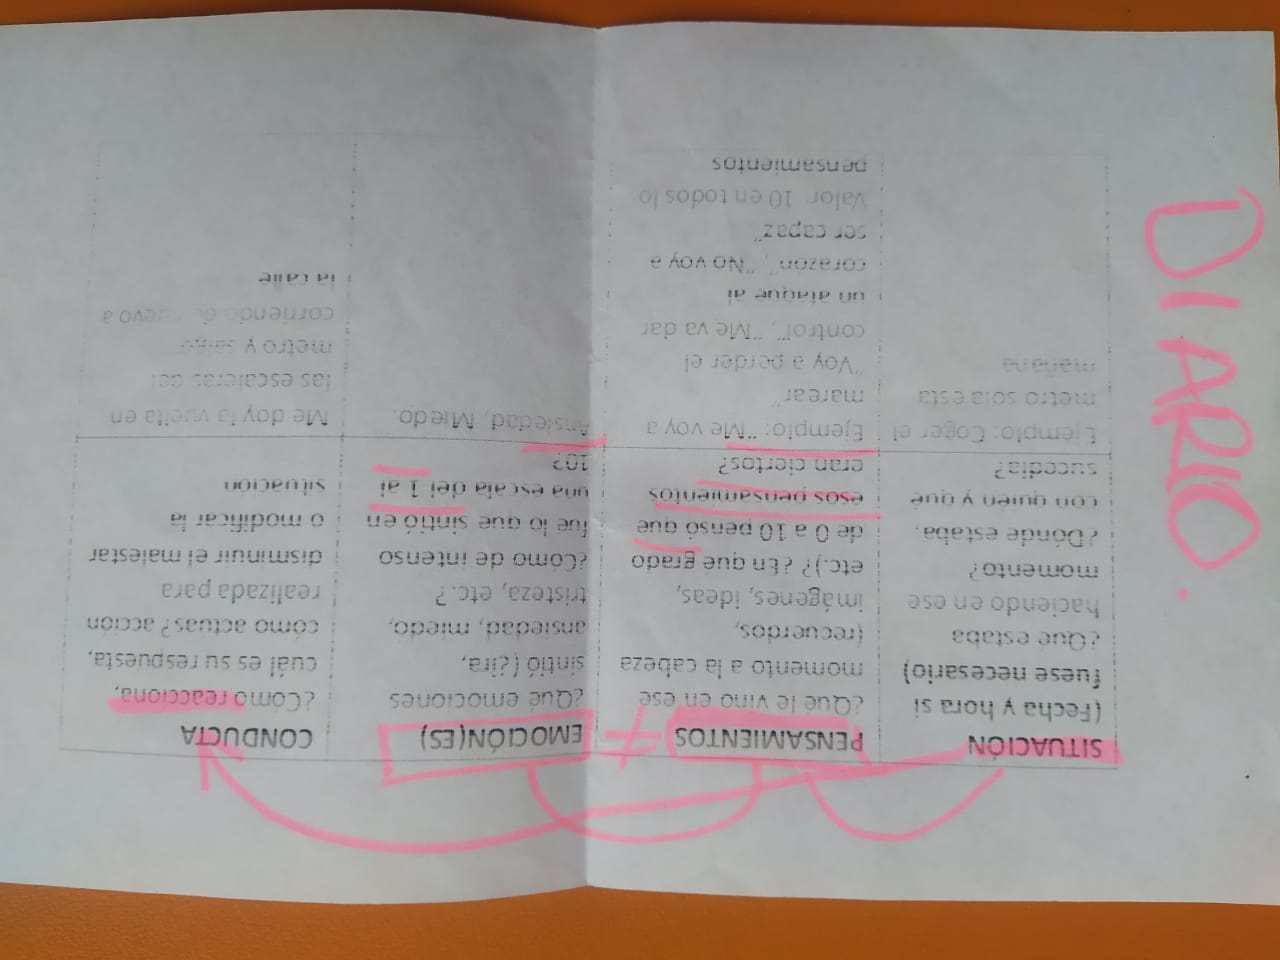 DIARIO.
SITUACIÓN
(Fecha y hora si
fuese necesario)
¿Qué estaba
haciendo en ese
momento?
¿Dónde estaba,
con quién y qué
sucedía?
Ejemplo: Coger el
metro sola esta
mañana
PENSAMIENTOS
¿Qué le vino en ese
momento a la cabeza
(recuerdos,
imágenes, ideas,
etc.)? ¿En qué grado
de 0 a 10 pensó que
esos pensamientos
eran ciertos?
Ejemplo: "Me voy a
marear"
"Voy a perder el
control", "Me va dar
un ataque al
corazón", "No voy a
ser capaz"
Valor: 10 en todos lo
pensamientos
≠
EMOCIÓN(ES)
¿Qué emociones
sintió (¿ira,
ansiedad, miedo,
tristeza, etc.?
¿Cómo de intenso
fue lo que sintió en
una escala del 1 al
10?
Ansiedad, Miedo.
CONDUCTA
¿Cómo reacciona,
cuál es su respuesta,
cómo actúas? acción
realizada para
disminuir el malestar
o modificar la
situación
Me doy la vuelta en
las escaleras del
metro y salgo
corriendo de nuevo a
la calle